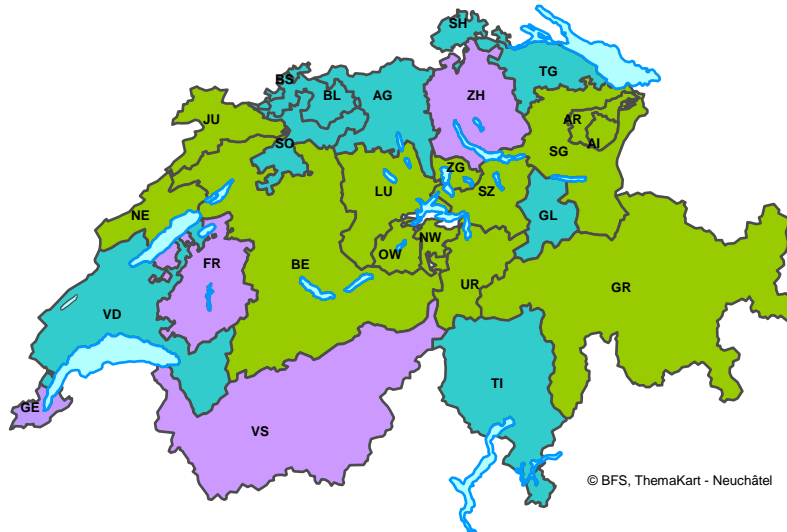 SH
BS
BL
AG
ZH
TG
JU
SO
AR
AI
SG
ZG
LU
SZ
NE
GL
NW
OW
FR
BE
UR
GR
VD
TI
GE
VS
© BFS, ThemaKart - Neuchâtel